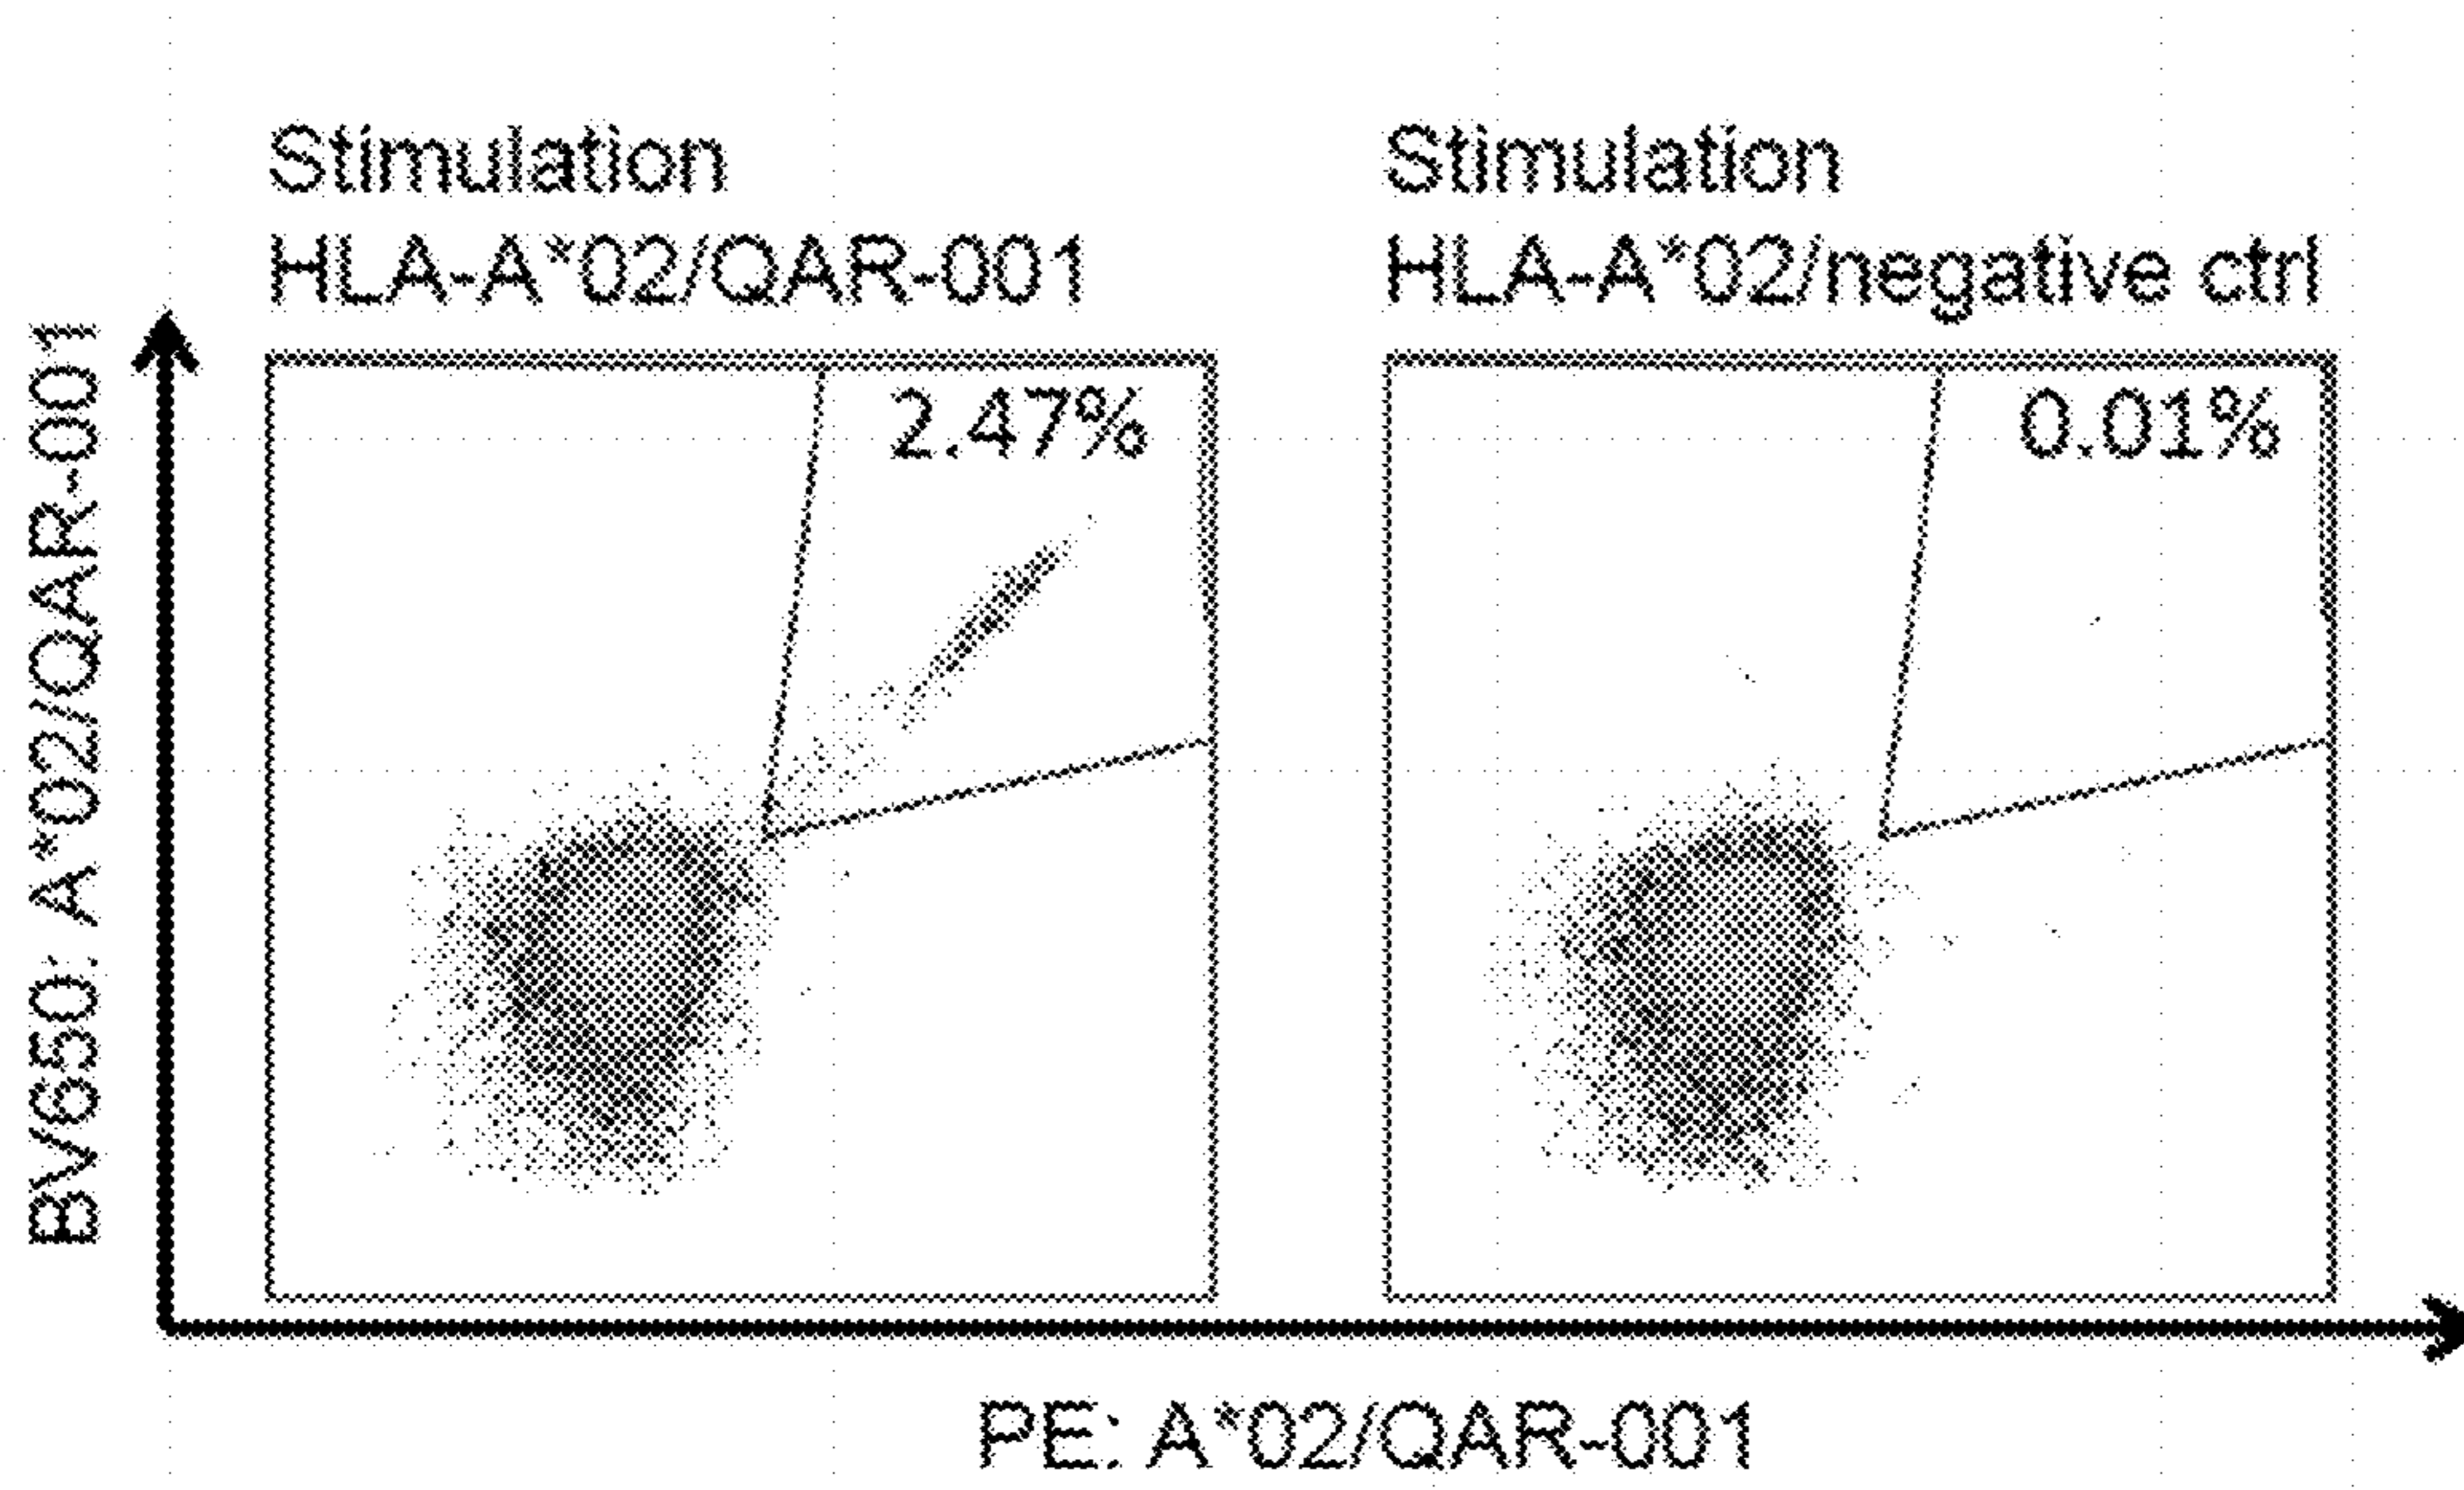 Stimulation
HLA-A*02/QAR-001
Stimulation
HLA-A*02/negative ctrl
2.47%
0.01%
BV650: A*02/QAR-001
PE: A*02/QAR-001